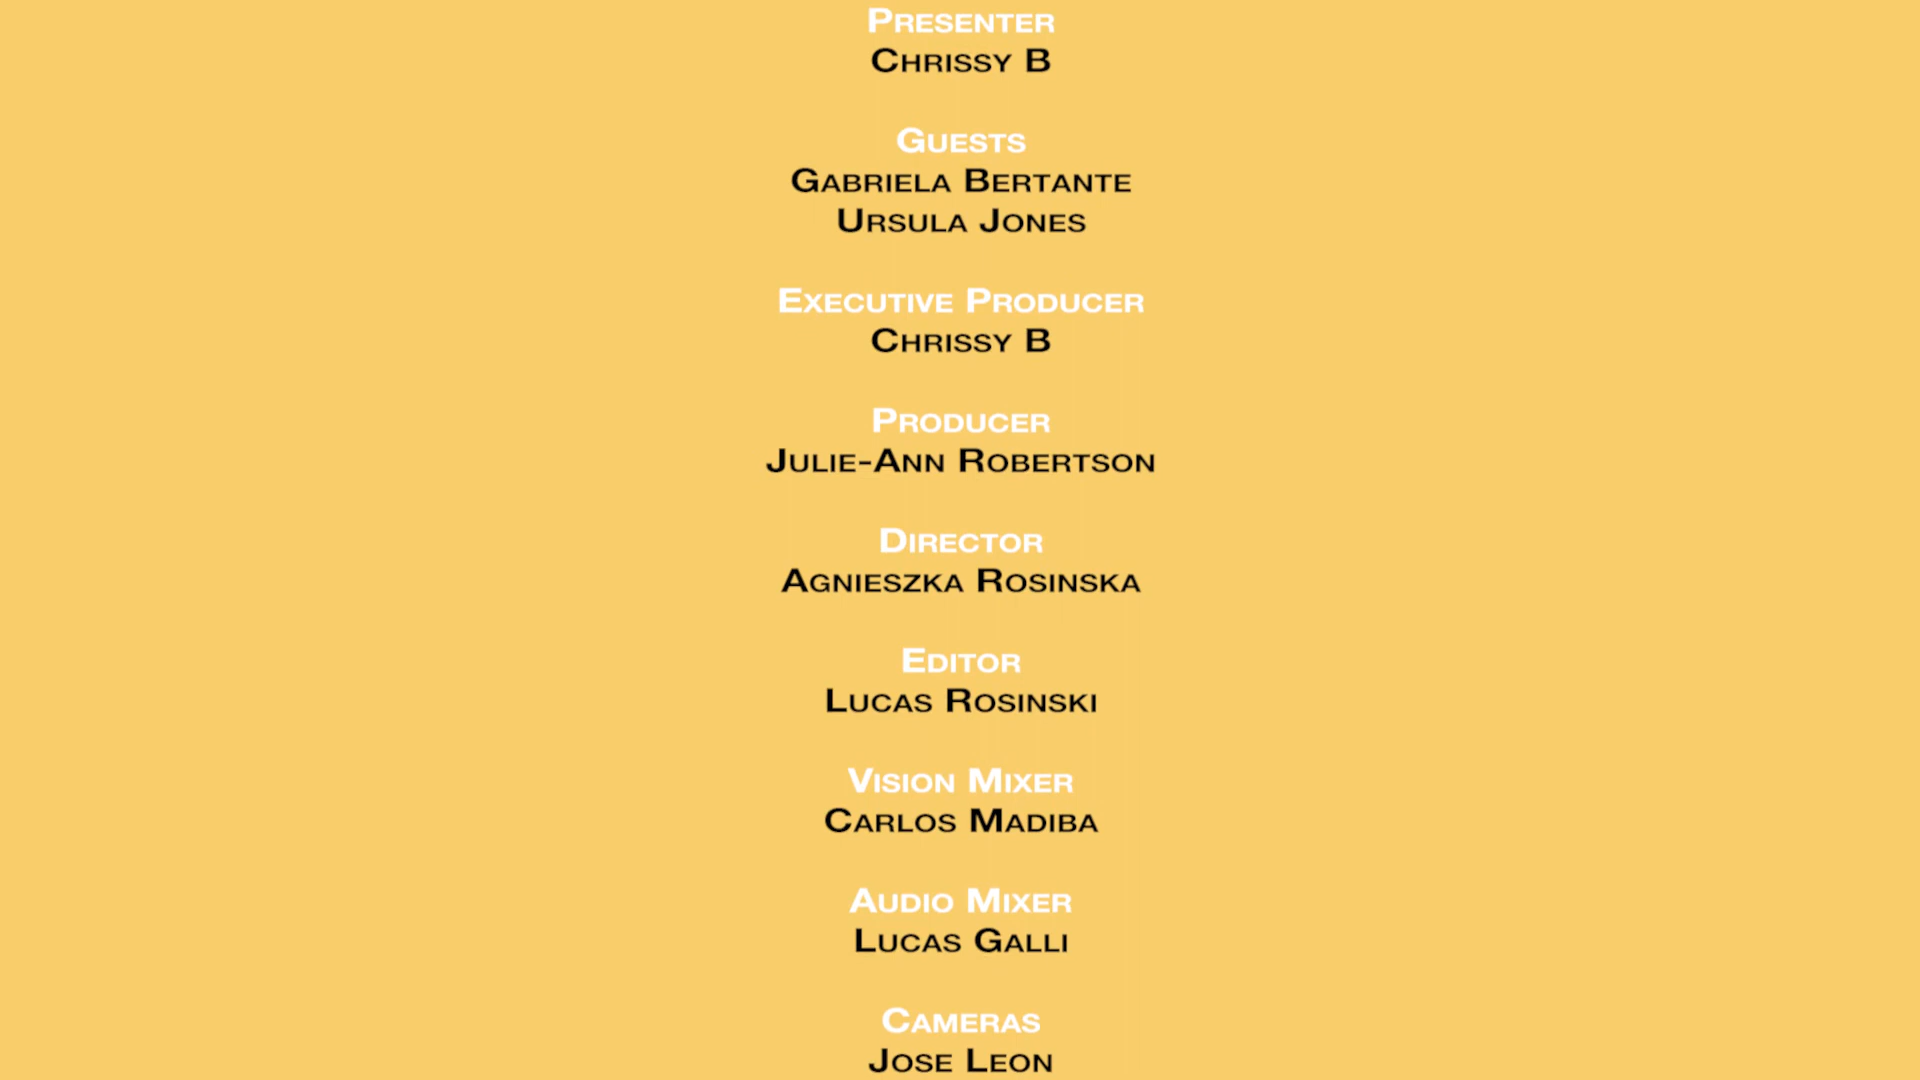 Presenter
Chrissy B
Guests
Gabriela Bertante
Ursula Jones
Executive Producer
Chrissy B
Producer
Julie-Ann Robertson
Director
Agnieszka Rosinska
Editor
Lucas Rosinski
Vision Mixer
Carlos Madiba
Audio Mixer
Lucas Galli
Cameras
Jose Leon